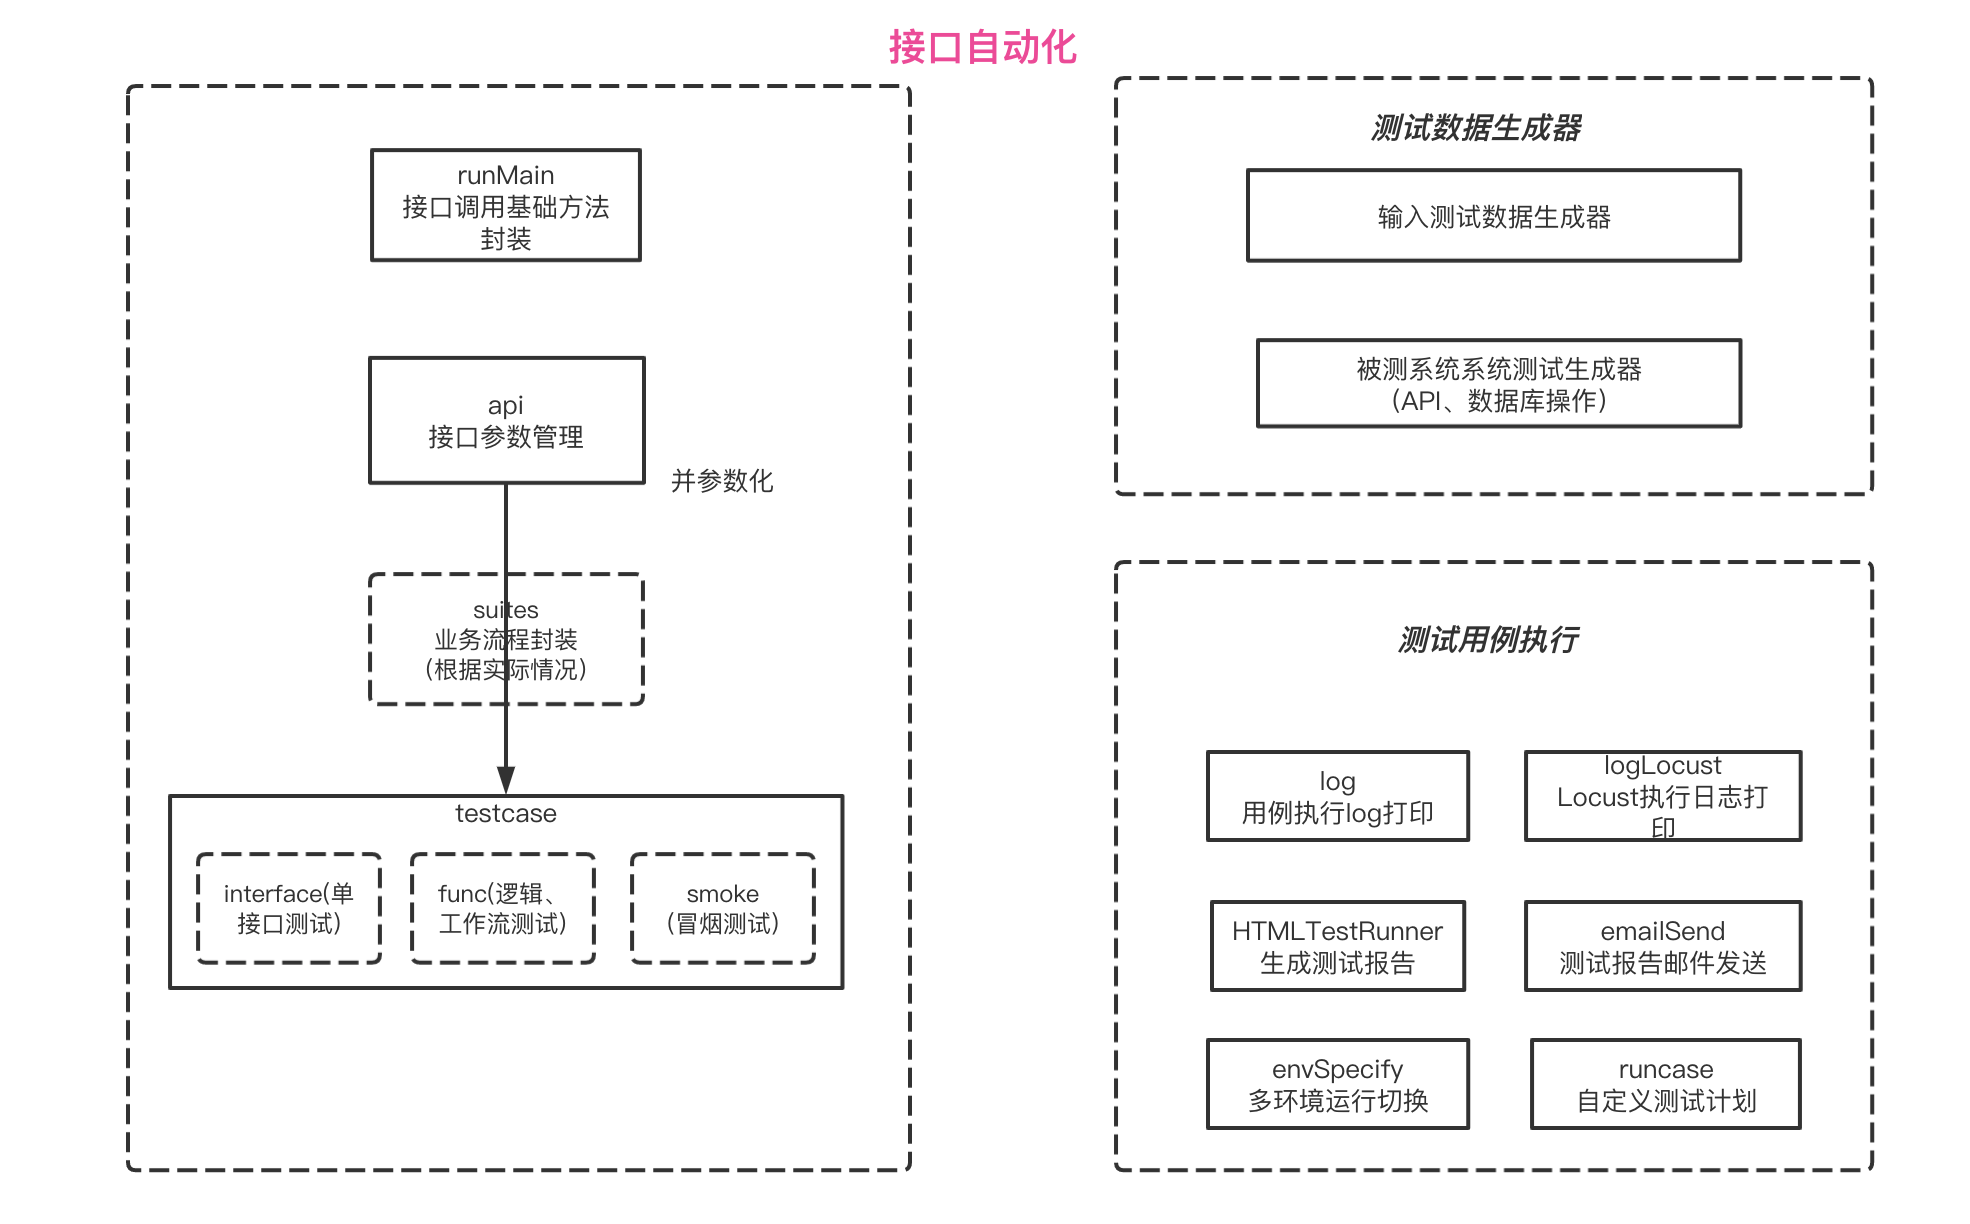 接口自动化
runMain
接口调用基础方法
封装
api
接口参数管理
并参数化
suites
业务流程封装
（根据实际情况）
testcase
interface(单
接口测试)
func(逻辑、
工作流测试)
smoke
（冒烟测试）
测试数据生成器
输入测试数据生成器
被测系统系统测试生成器
（API、数据库操作）
测试用例执行
log
用例执行log打印
logLocust
Locust执行日志打
印
HTMLTestRunner
生成测试报告
emailSend
测试报告邮件发送
envSpecify
多环境运行切换
runcase
自定义测试计划